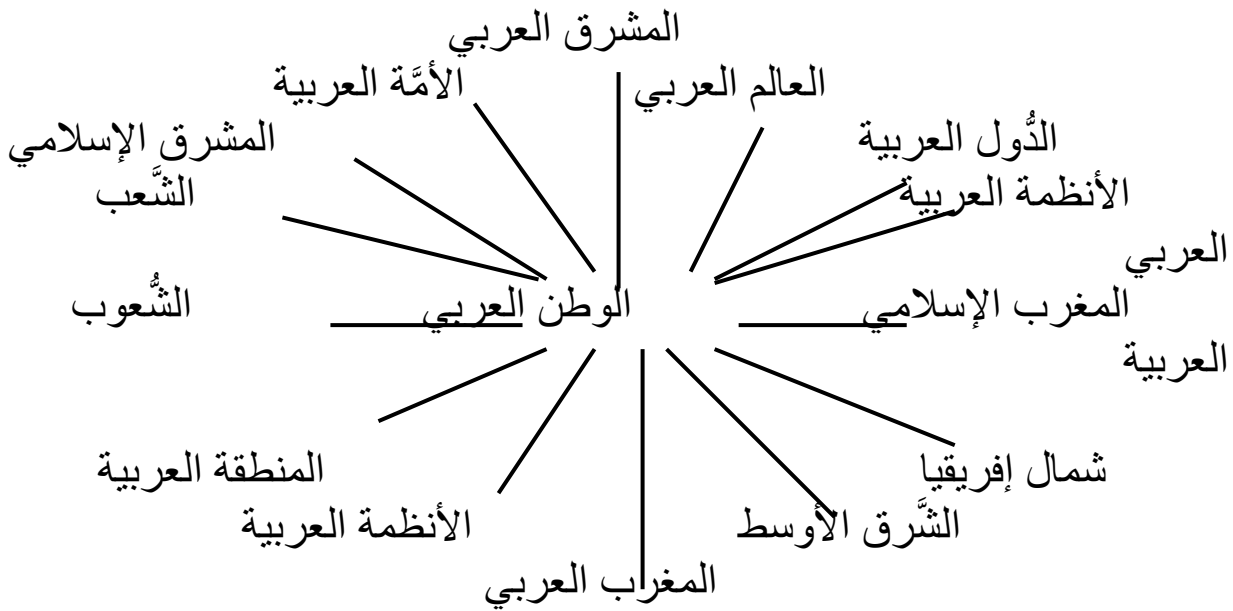 المشرق العربي
الأمَّة العربية العالم العربي
المشرق الإسلامي الدُّول العربية
الشَّعب الأنظمة العربية
العربي
الشُّعوب الوطن العربي المغرب الإسلامي
العربية
المنطقة العربية شمال إفريقيا
الأنظمة العربية الشَّرق الأوسط
المغرب العربي